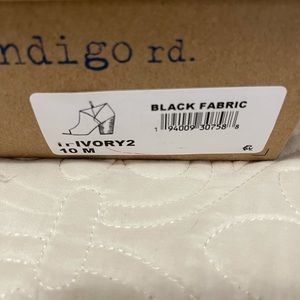 ndigo rd.
BLACK FABRIC
1 94009 30758 8
IVORY2
10 M